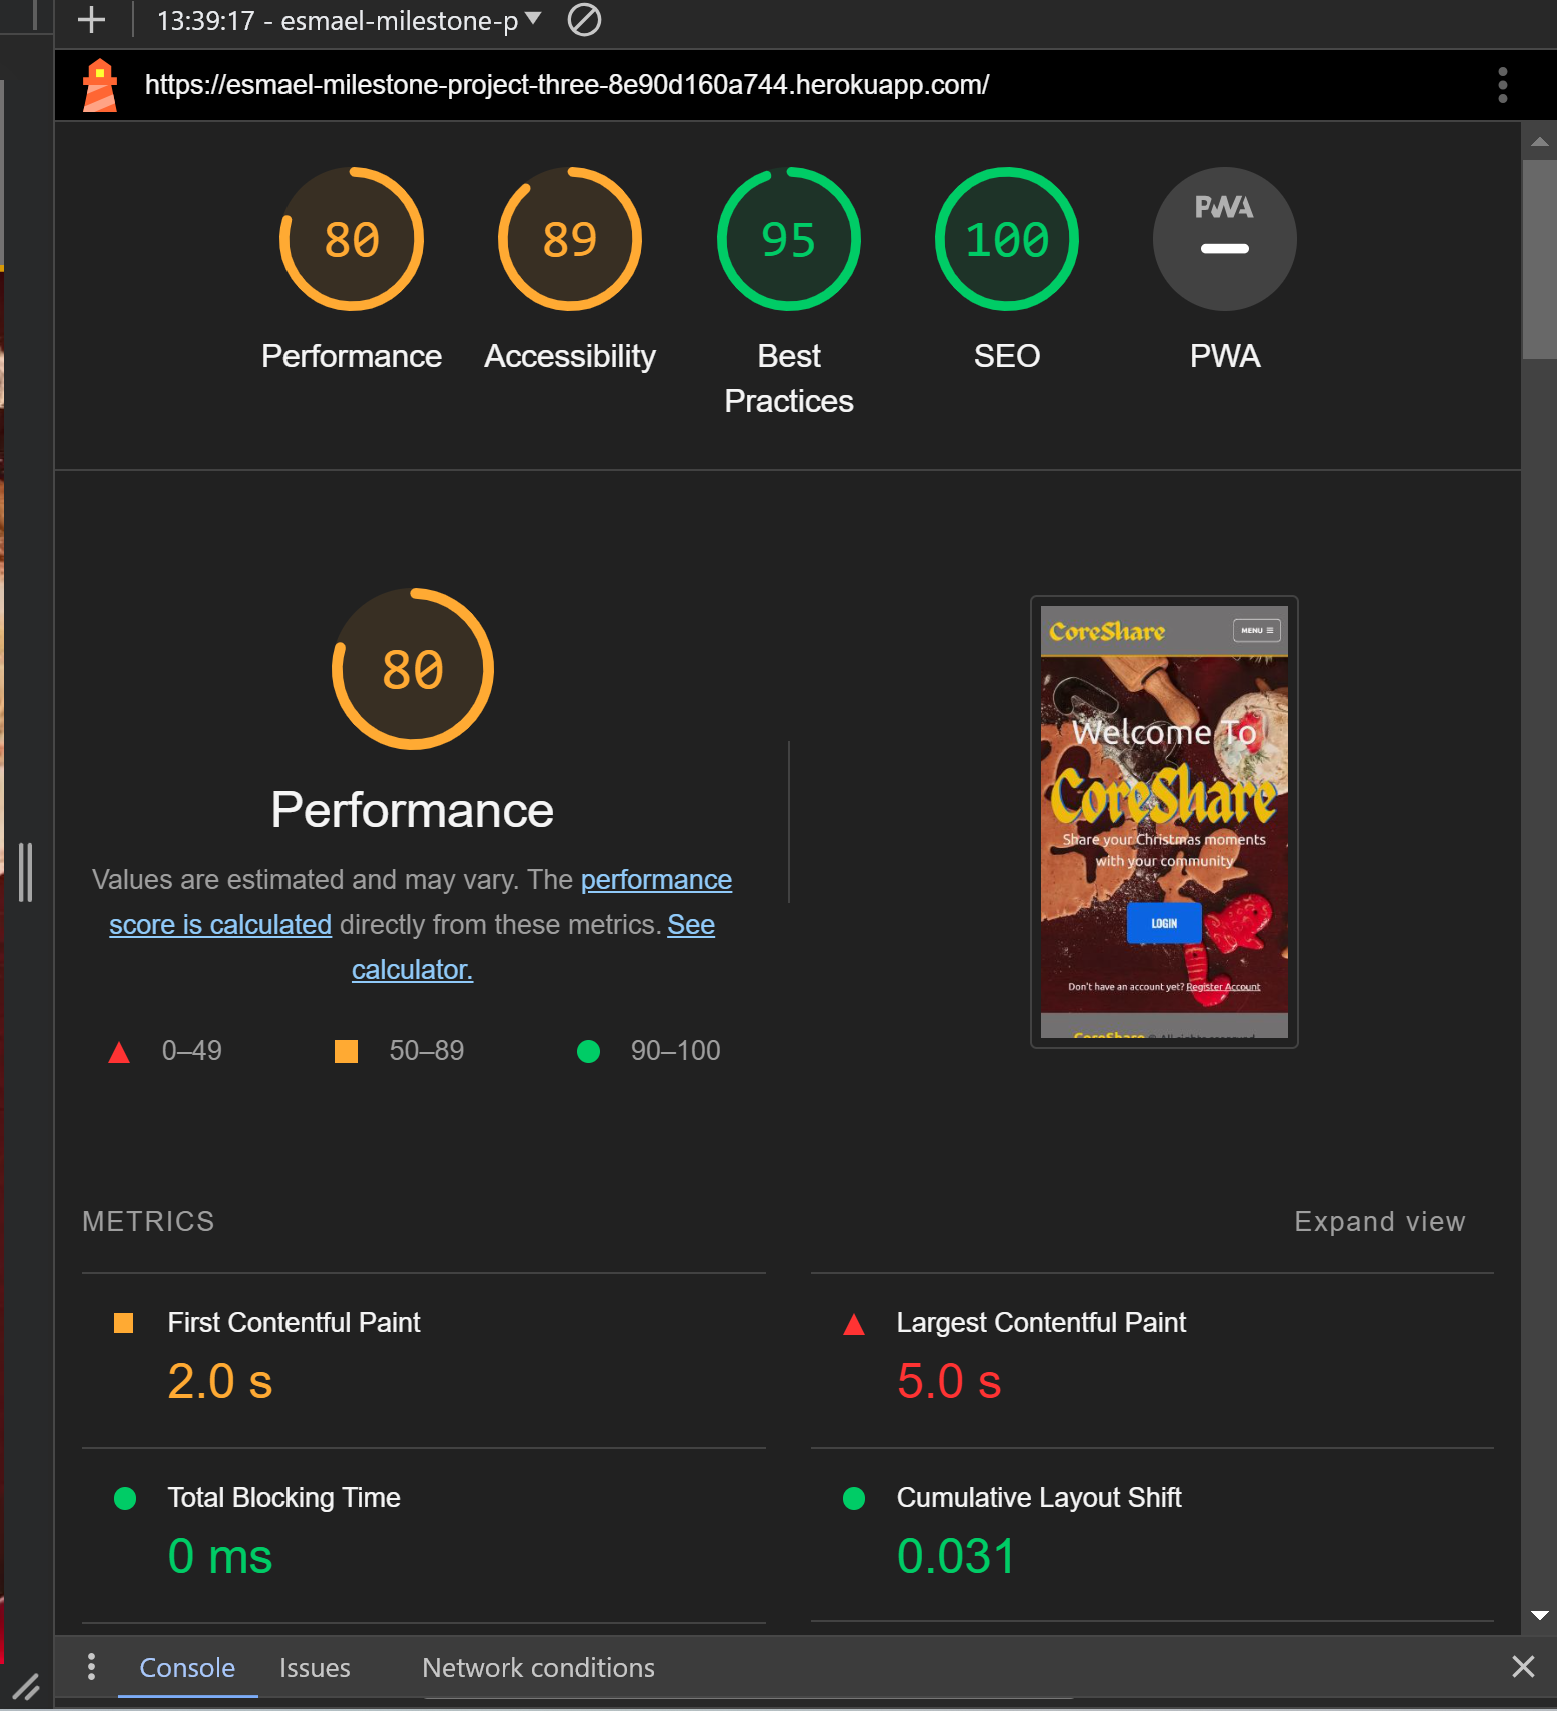 13:39:17 - esmael-milestone-p
https://esmael-milestone-project-three-8e90d160a744.herokuapp.com/
80
89
95
100
PWA
Performance
Accessibility
Best
Practices
SEO
PWA
80
Performance
Values are estimated and may vary. The performance
score is calculated directly from these metrics. See
calculator.
0–49
50–89
90–100
CoreShare
MENU
Welcome To
CoreShare
Share your Christmas moments
with your community
LOGIN
Don't have an account yet? Register Account
CoreShare © All rights reserved
METRICS
Expand view
First Contentful Paint
2.0 s
Largest Contentful Paint
5.0 s
Total Blocking Time
0 ms
Cumulative Layout Shift
0.031
Console
Issues
Network conditions